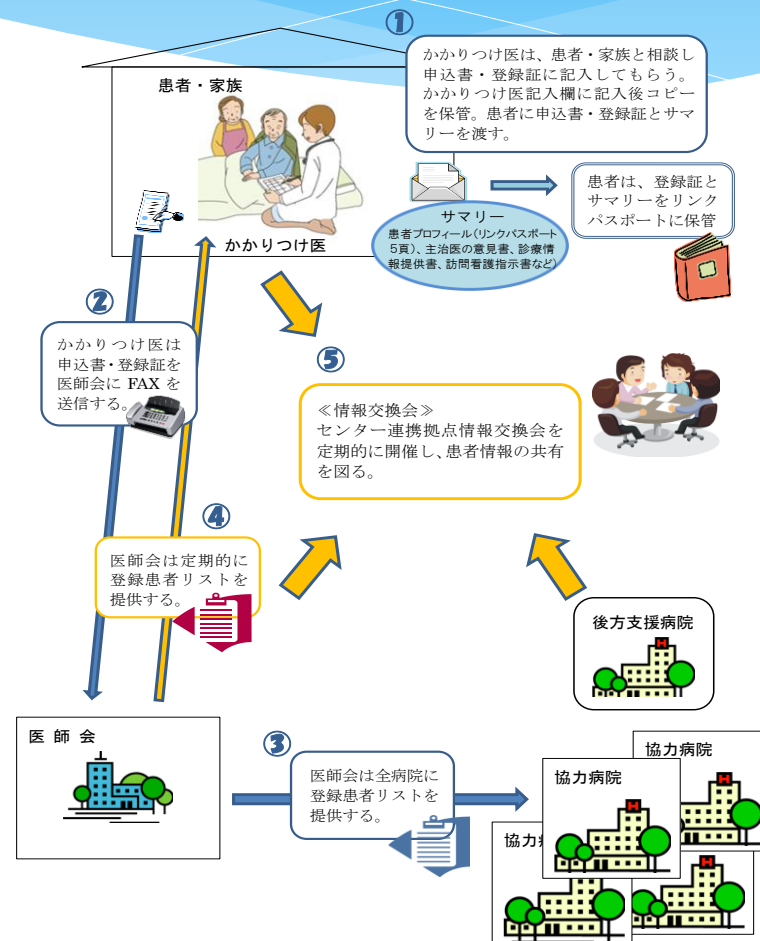 ①
かかりつけ医は、患者・家族と相談し
申込書・登録証に記入してもらう。
かかりつけ医記入欄に記入後コピー
を保管。患者に申込書・登録証とサマ
リーを渡す。
患者・家族
かかりつけ医
サマリー
患者プロフィール(リンクパスポート
5頁)、主治医の意見書、診療情
報提供書、訪問看護指示書など)
患者は、登録証と
サマリーをリンク
パスポートに保管
②
かかりつけ医は
申込書・登録証を
医師会に FAX を
送信する。
⑤
≪情報交換会≫
センター連携拠点情報交換会を
定期的に開催し、患者情報の共有
を図る。
④
医師会は定期的に
登録患者リストを
提供する。
後方支援病院
H
医 師 会
③
医師会は全病院に
登録患者リストを
提供する。
協力病院
H
協力病院
H
協力
H